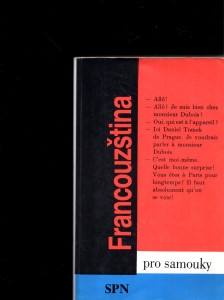 Francouzština
— Allô!
— Allô! Je suis bien chez
monsieur Dubois?
— Oui, qui est à l'appareil?
— Ici Daniel Tomek
de Prague. Je voudrais
parler à monsieur
Dubois.
— C'est moi-même.
Quelle bonne surprise!
Vous êtes à Paris pour
longtemps? Il faut
absolument qu'on
se voie!
pro samouky
SPN